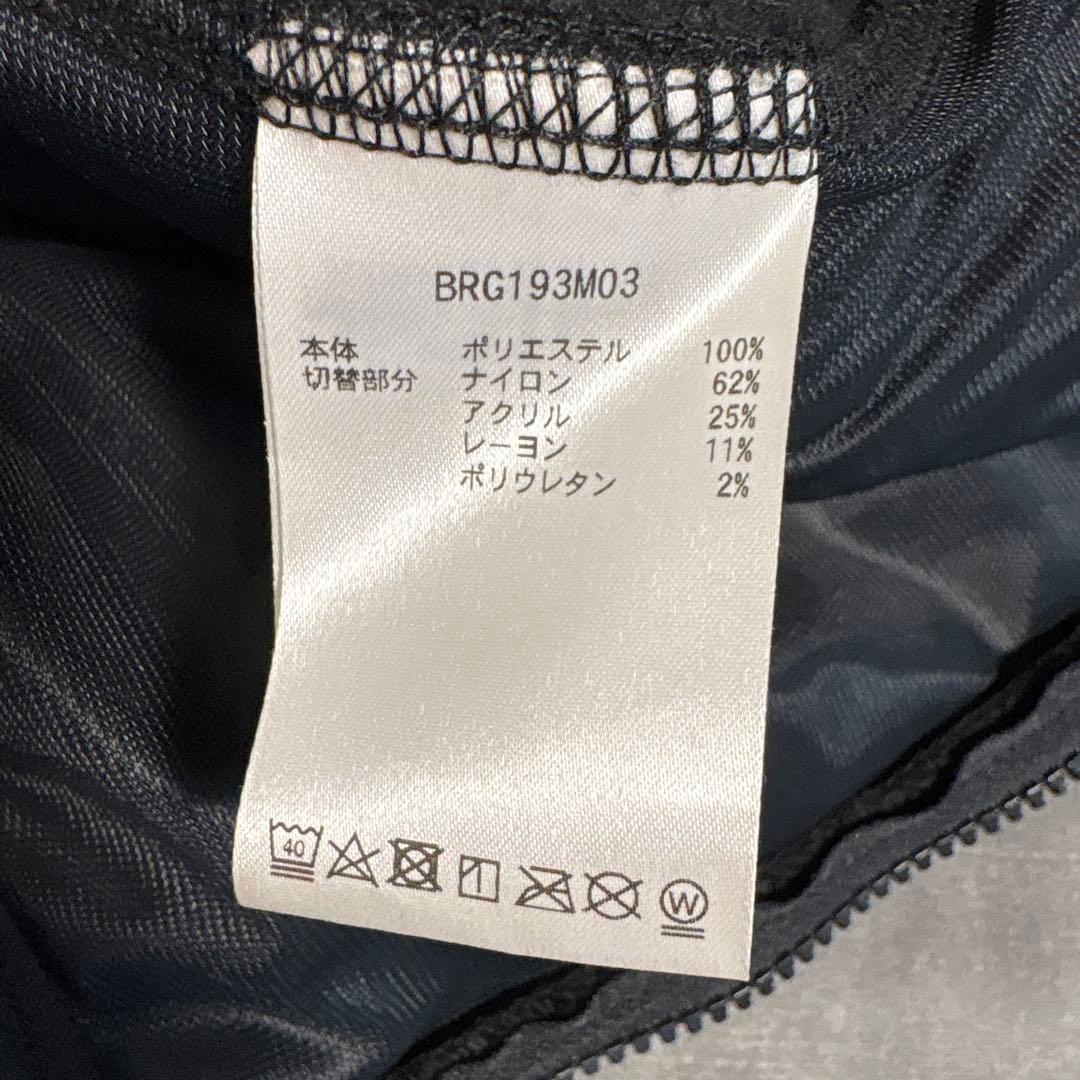 BRG193M03
本体 ポリエステル 100%
切替部分 ナイロン 62%
アクリル 25%
レーヨン 11%
ポリウレタン 2%
40 W